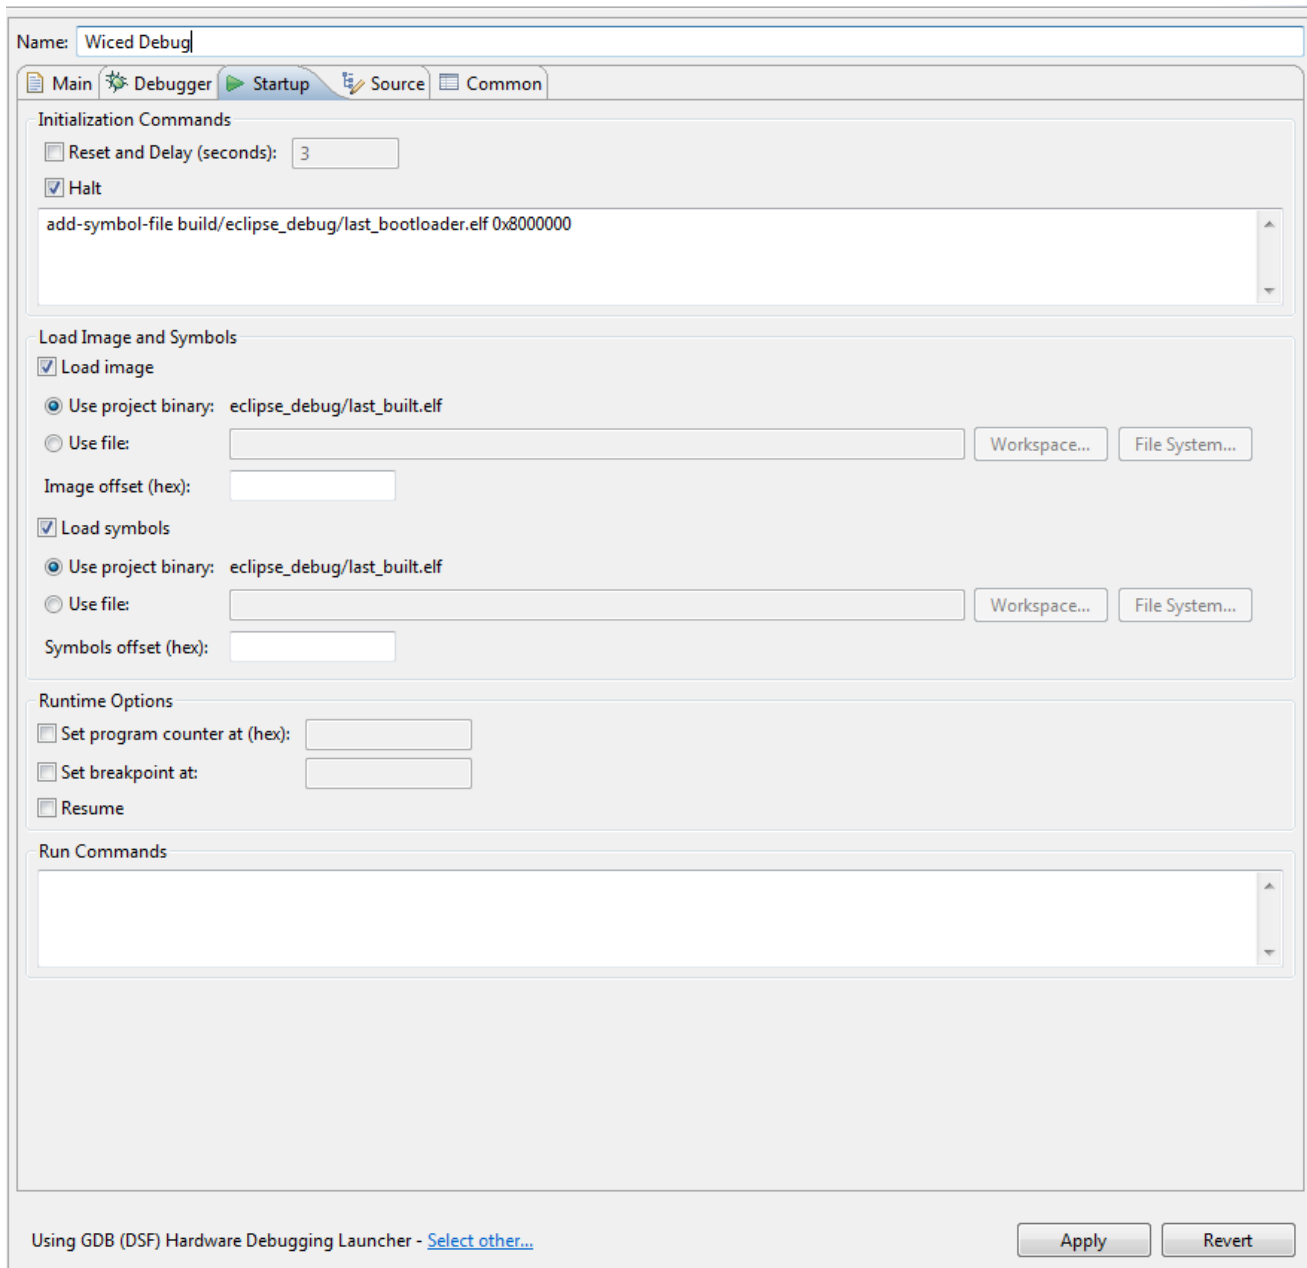 Name: Wiced Debug
Main Debugger Startup Source Common
Initialization Commands
Reset and Delay (seconds): 3
Halt
add-symbol-file build/eclipse_debug/last_bootloader.elf 0x8000000
Load Image and Symbols
Load image
Use project binary: eclipse_debug/last_built.elf
Use file: Workspace... File System...
Image offset (hex):
Load symbols
Use project binary: eclipse_debug/last_built.elf
Use file: Workspace... File System...
Symbols offset (hex):
Runtime Options
Set program counter at (hex):
Set breakpoint at:
Resume
Run Commands
Using GDB (DSF) Hardware Debugging Launcher - Select other... Apply Revert